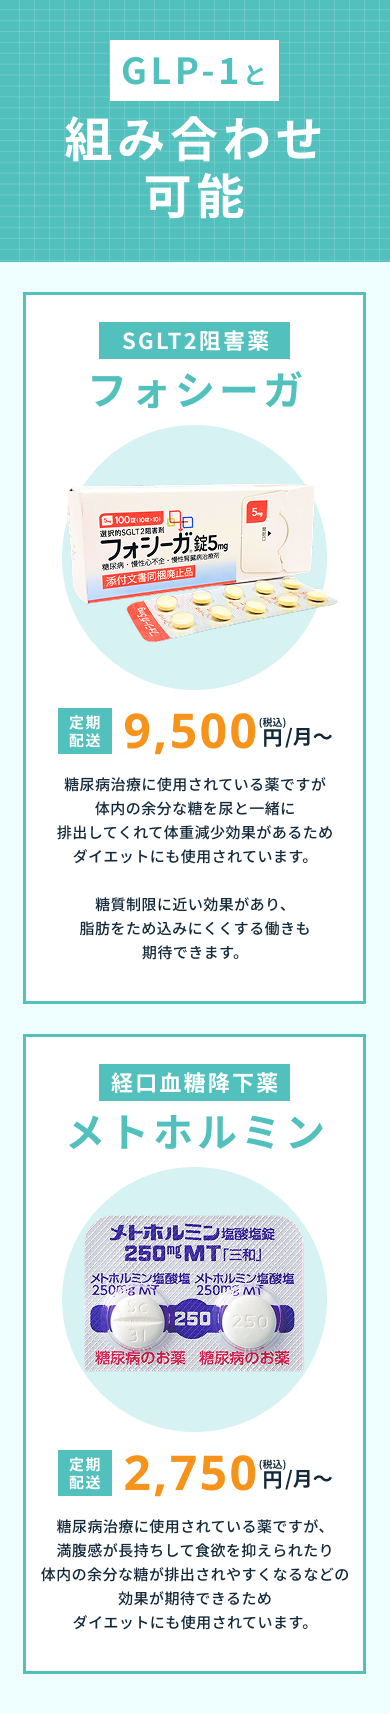 GLP-1と
組み合わせ
可能
SGLT2阻害薬
フォシーガ
5mg 100錠(10錠×10)
選択的SGLT2阻害剤
フォシーガ®錠5mg
糖尿病・慢性心不全・慢性腎臓病治療剤
添付文書同梱廃止品
5mg
開封口
フォシーガ5mg
定期
配送
9,500(税込)円/月〜
糖尿病治療に使用されている薬ですが
体内の余分な糖を尿と一緒に
排出してくれて体重減少効果があるため
ダイエットにも使用されています。
糖質制限に近い効果があり、
脂肪をため込みにくくする働きも
期待できます。
経口血糖降下薬
メトホルミン
メトホルミン塩酸塩錠
250mgMT「三和」
メトホルミン塩酸塩 メトホルミン塩酸塩
250mg MT 250mg MT
Sc 31 250 250
糖尿病のお薬 糖尿病のお薬
定期
配送
2,750(税込)円/月〜
糖尿病治療に使用されている薬ですが、
満腹感が長持ちして食欲を抑えられたり
体内の余分な糖が排出されやすくなるなどの
効果が期待できるため
ダイエットにも使用されています。